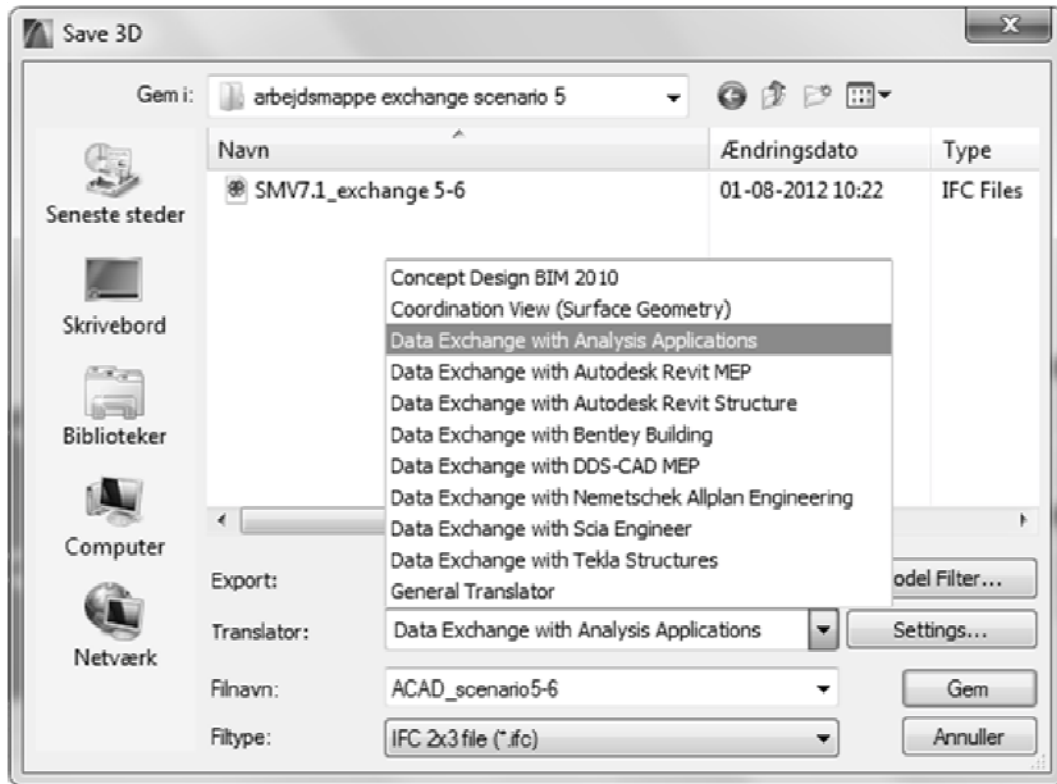 Save 3D
Gem i:
arbejdsmappe exchange scenario 5
Navn
Ændringsdato
Type
SMV7.1_exchange 5-6
01-08-2012 10:22
IFC Files
Seneste steder
Skrivebord
Biblioteker
Computer
Netværk
Concept Design BIM 2010
Coordination View (Surface Geometry)
Data Exchange with Analysis Applications
Data Exchange with Autodesk Revit MEP
Data Exchange with Autodesk Revit Structure
Data Exchange with Bentley Building
Data Exchange with DDS-CAD MEP
Data Exchange with Nemetschek Allplan Engineering
Data Exchange with Scia Engineer
Data Exchange with Tekla Structures
General Translator
Export:
odel Filter...
Translator:
Data Exchange with Analysis Applications
Settings...
Filnavn:
ACAD_scenario5-6
Gem
Filtype:
IFC 2x3 file (*.ifc)
Annuller